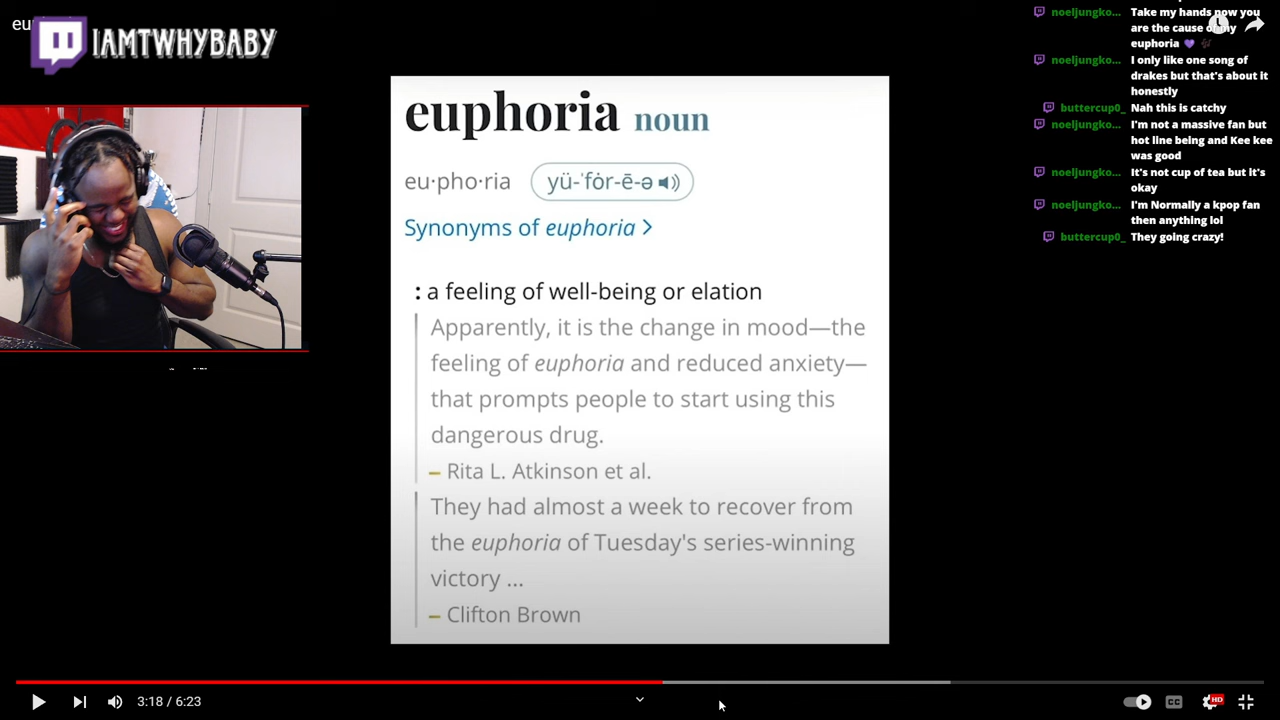 eu
IAMTWHYBABY
euphoria noun
eu·pho·ria yü-ˈfȯr-ē-ə
Synonyms of euphoria >
: a feeling of well-being or elation
Apparently, it is the change in mood—the
feeling of euphoria and reduced anxiety—
that prompts people to start using this
dangerous drug.
– Rita L. Atkinson et al.
They had almost a week to recover from
the euphoria of Tuesday's series-winning
victory ...
– Clifton Brown
noeljungko... Take my hands now you
are the cause of my
euphoria 💜 🎶
noeljungko... I only like one song of
drakes but that's about it
honestly
buttercup0_ Nah this is catchy
noeljungko... I'm not a massive fan but
hot line being and Kee kee
was good
noeljungko... It's not cup of tea but It's
okay
noeljungko... I'm Normally a kpop fan
then anything lol
buttercup0_ They going crazy!
3:18 / 6:23
CC
HD